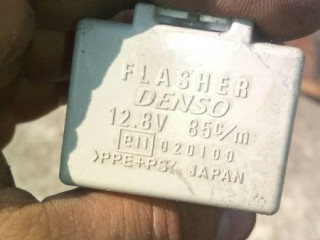 FLASHER
DENSO
12.8V 85c/m
e11 020100
>PPE+PS< JAPAN